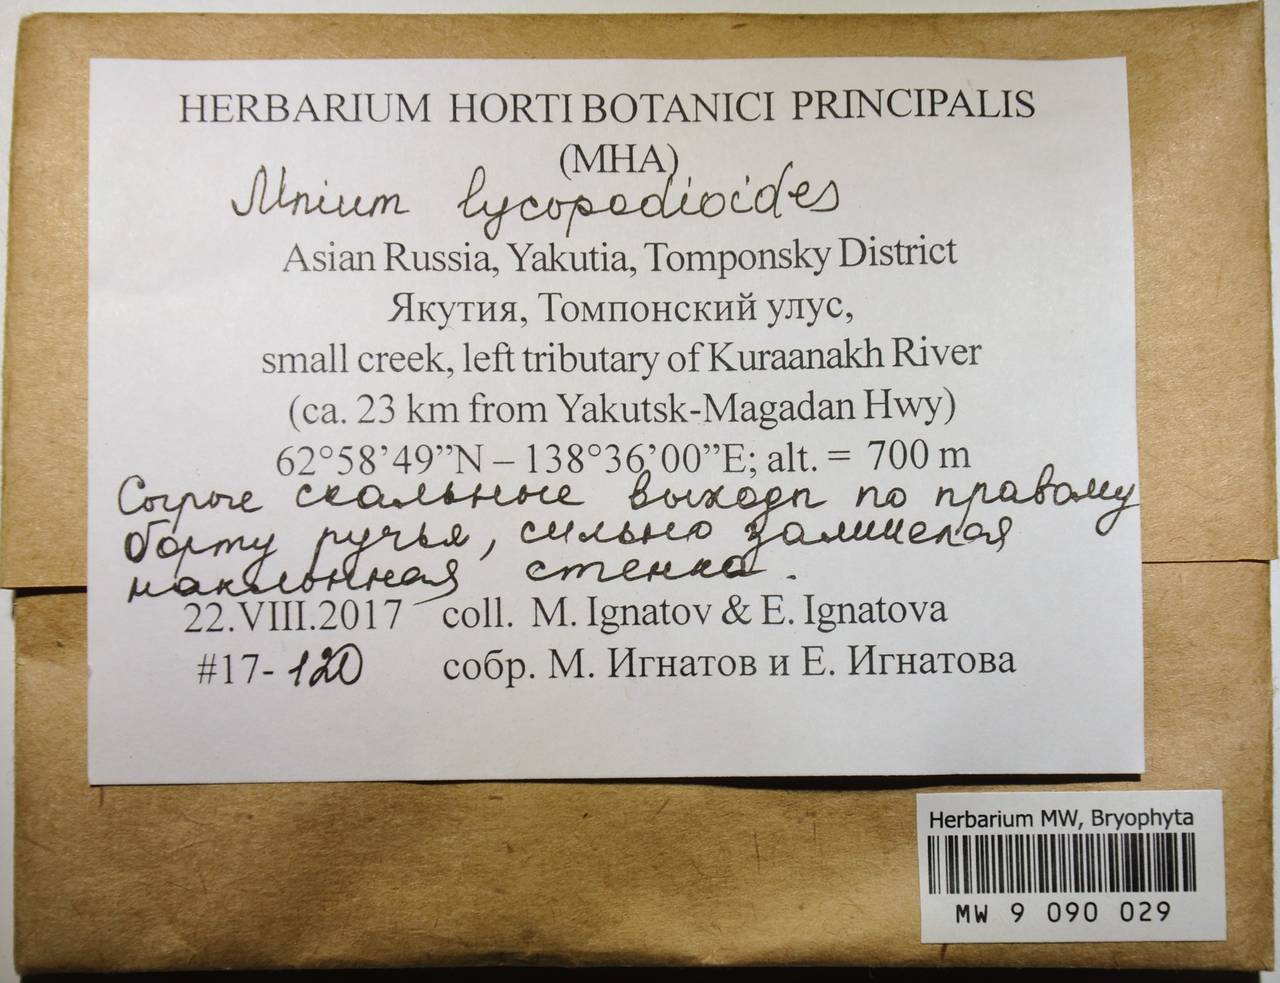 HERBARIUM HORTI BOTANICI PRINCIPALIS
(MHA)
Mnium lycopodioides
Asian Russia, Yakutia, Tomponsky District
Якутия, Томпонский улус,
small creek, left tributary of Kuraanakh River
(ca. 23 km from Yakutsk-Magadan Hwy)
62°58’49”N – 138°36’00”E; alt. = 700 m
Сырые скальные выходы по правому
борту ручья, сильно замшелая
наклонная стенка.
22.VIII.2017 coll. M. Ignatov & E. Ignatova
#17-120 собр. М. Игнатов и Е. Игнатова
Herbarium MW, Bryophyta
MW 9 090 029